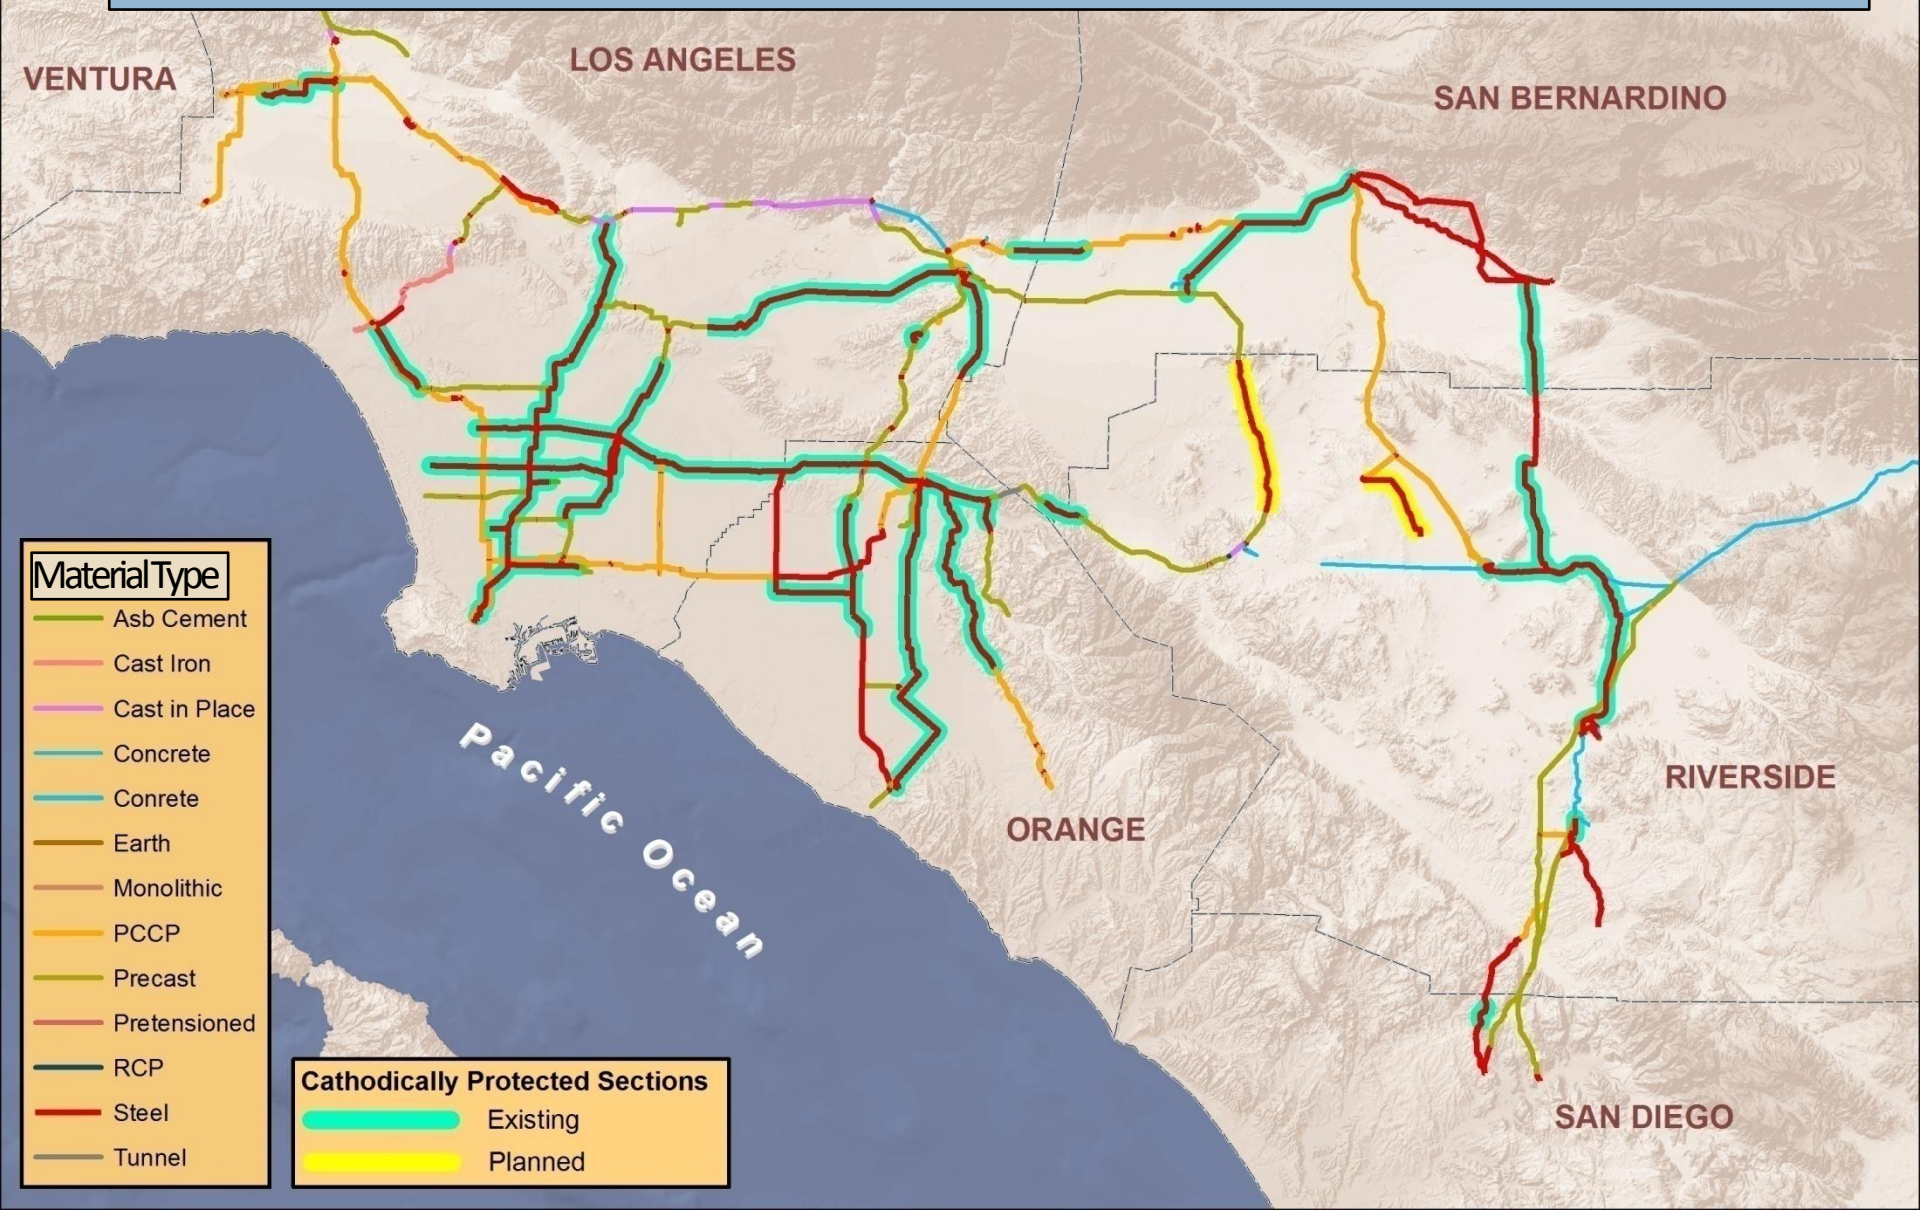 VENTURA
LOS ANGELES
SAN BERNARDINO
Material Type
Asb Cement
Cast Iron
Cast in Place
Concrete
Conrete
Earth
Monolithic
PCCP
Precast
Pretensioned
RCP
Steel
Tunnel
Pacific Ocean
ORANGE
RIVERSIDE
SAN DIEGO
Cathodically Protected Sections
Existing
Planned